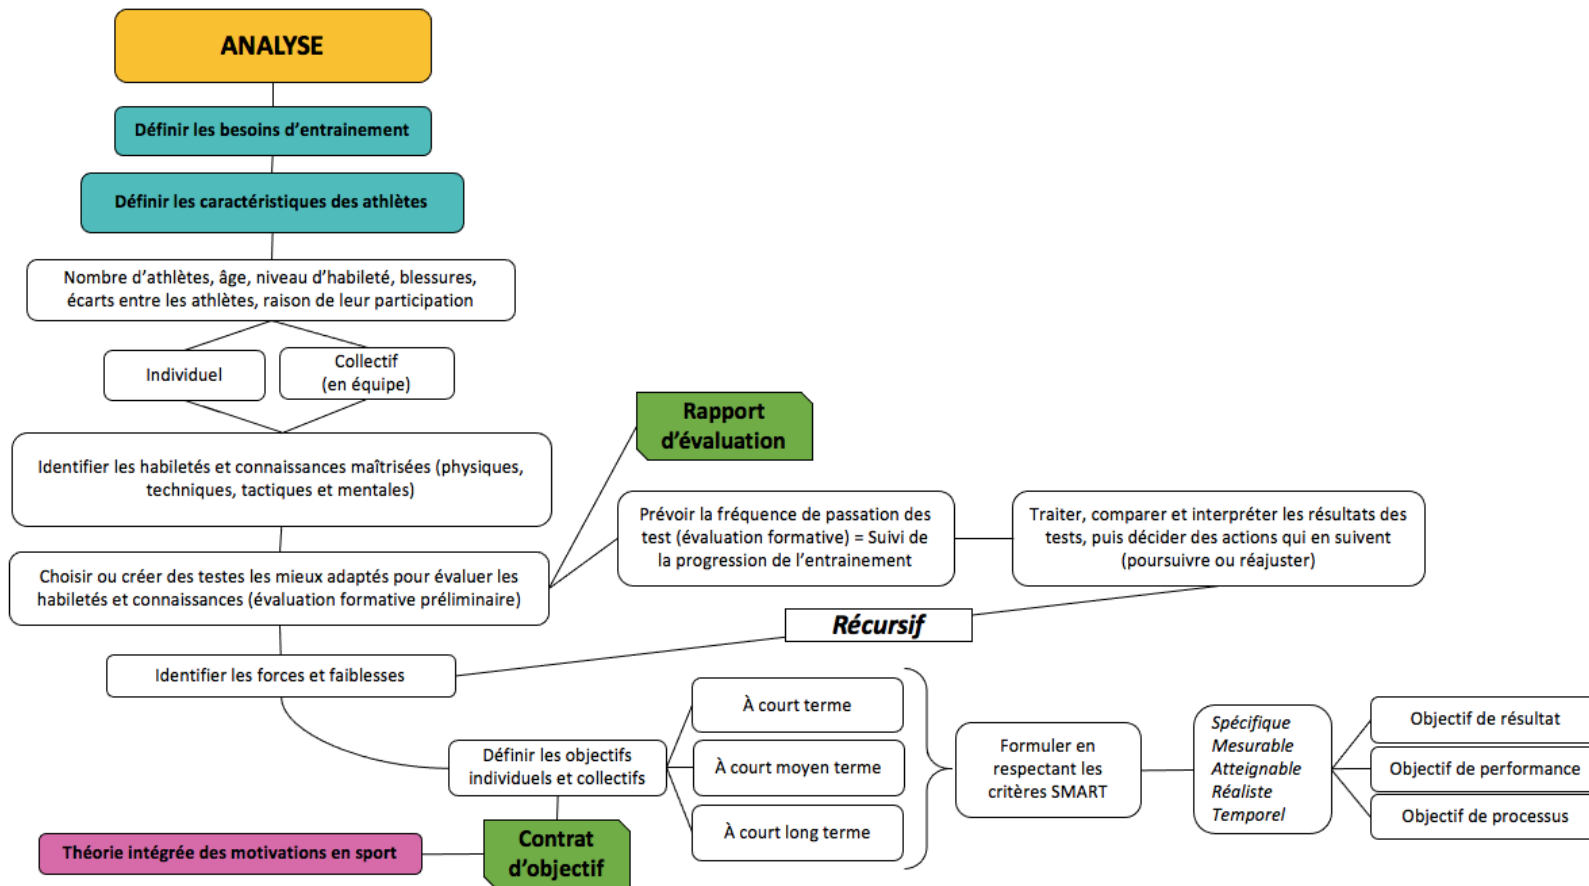 ANALYSE
Définir les besoins d'entrainement
Définir les caractéristiques des athlètes
Nombre d'athlètes, âge, niveau d'habileté, blessures,
écarts entre les athlètes, raison de leur participation
Individuel
Collectif
(en équipe)
Identifier les habiletés et connaissances maîtrisées (physiques,
techniques, tactiques et mentales)
Choisir ou créer des testes les mieux adaptés pour évaluer les
habiletés et connaissances (évaluation formative préliminaire)
Rapport
d'évaluation
Prévoir la fréquence de passation des
test (évaluation formative) = Suivi de
la progression de l'entrainement
Traiter, comparer et interpréter les résultats des
tests, puis décider des actions qui en suivent
(poursuivre ou réajuster)
Récursif
Identifier les forces et faiblesses
Définir les objectifs
individuels et collectifs
À court terme
À court moyen terme
À court long terme
Formuler en
respectant les
critères SMART
Spécifique
Mesurable
Atteignable
Réaliste
Temporel
Objectif de résultat
Objectif de performance
Objectif de processus
Contrat
d'objectif
Théorie intégrée des motivations en sport